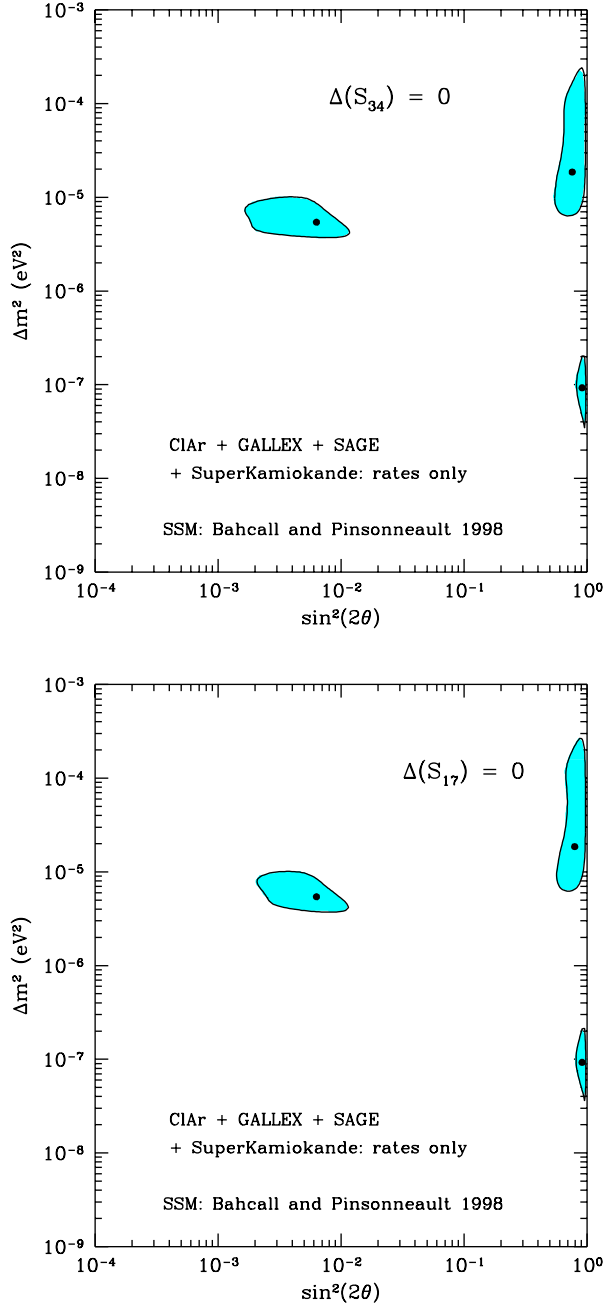 10⁻³
Δ(S₃₄) = 0
10⁻⁴
10⁻⁵
10⁻⁶
Δm² (eV²)
10⁻⁷
ClAr + GALLEX + SAGE
+ SuperKamiokande: rates only
10⁻⁸
SSM: Bahcall and Pinsonneault 1998
10⁻⁹
10⁻⁴ 10⁻³ 10⁻² 10⁻¹ 10⁰
sin²(2θ)
10⁻³
Δ(S₁₇) = 0
10⁻⁴
10⁻⁵
10⁻⁶
Δm² (eV²)
10⁻⁷
ClAr + GALLEX + SAGE
+ SuperKamiokande: rates only
10⁻⁸
SSM: Bahcall and Pinsonneault 1998
10⁻⁹
10⁻⁴ 10⁻³ 10⁻² 10⁻¹ 10⁰
sin²(2θ)